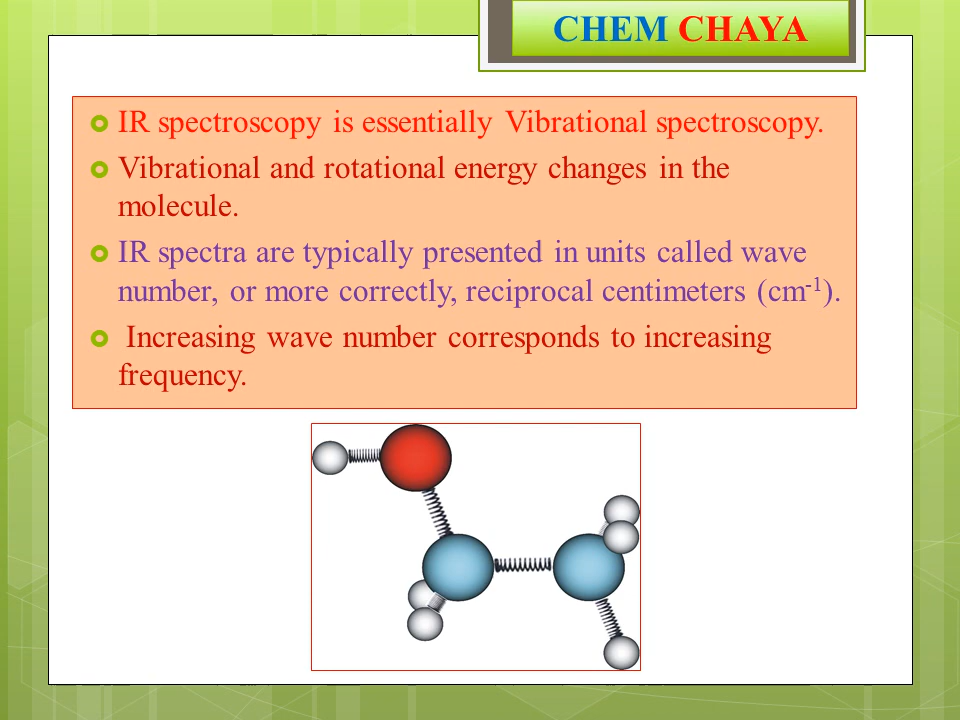 CHEM CHAYA
IR spectroscopy is essentially Vibrational spectroscopy.
Vibrational and rotational energy changes in the
molecule.
IR spectra are typically presented in units called wave
number, or more correctly, reciprocal centimeters (cm⁻¹).
Increasing wave number corresponds to increasing
frequency.